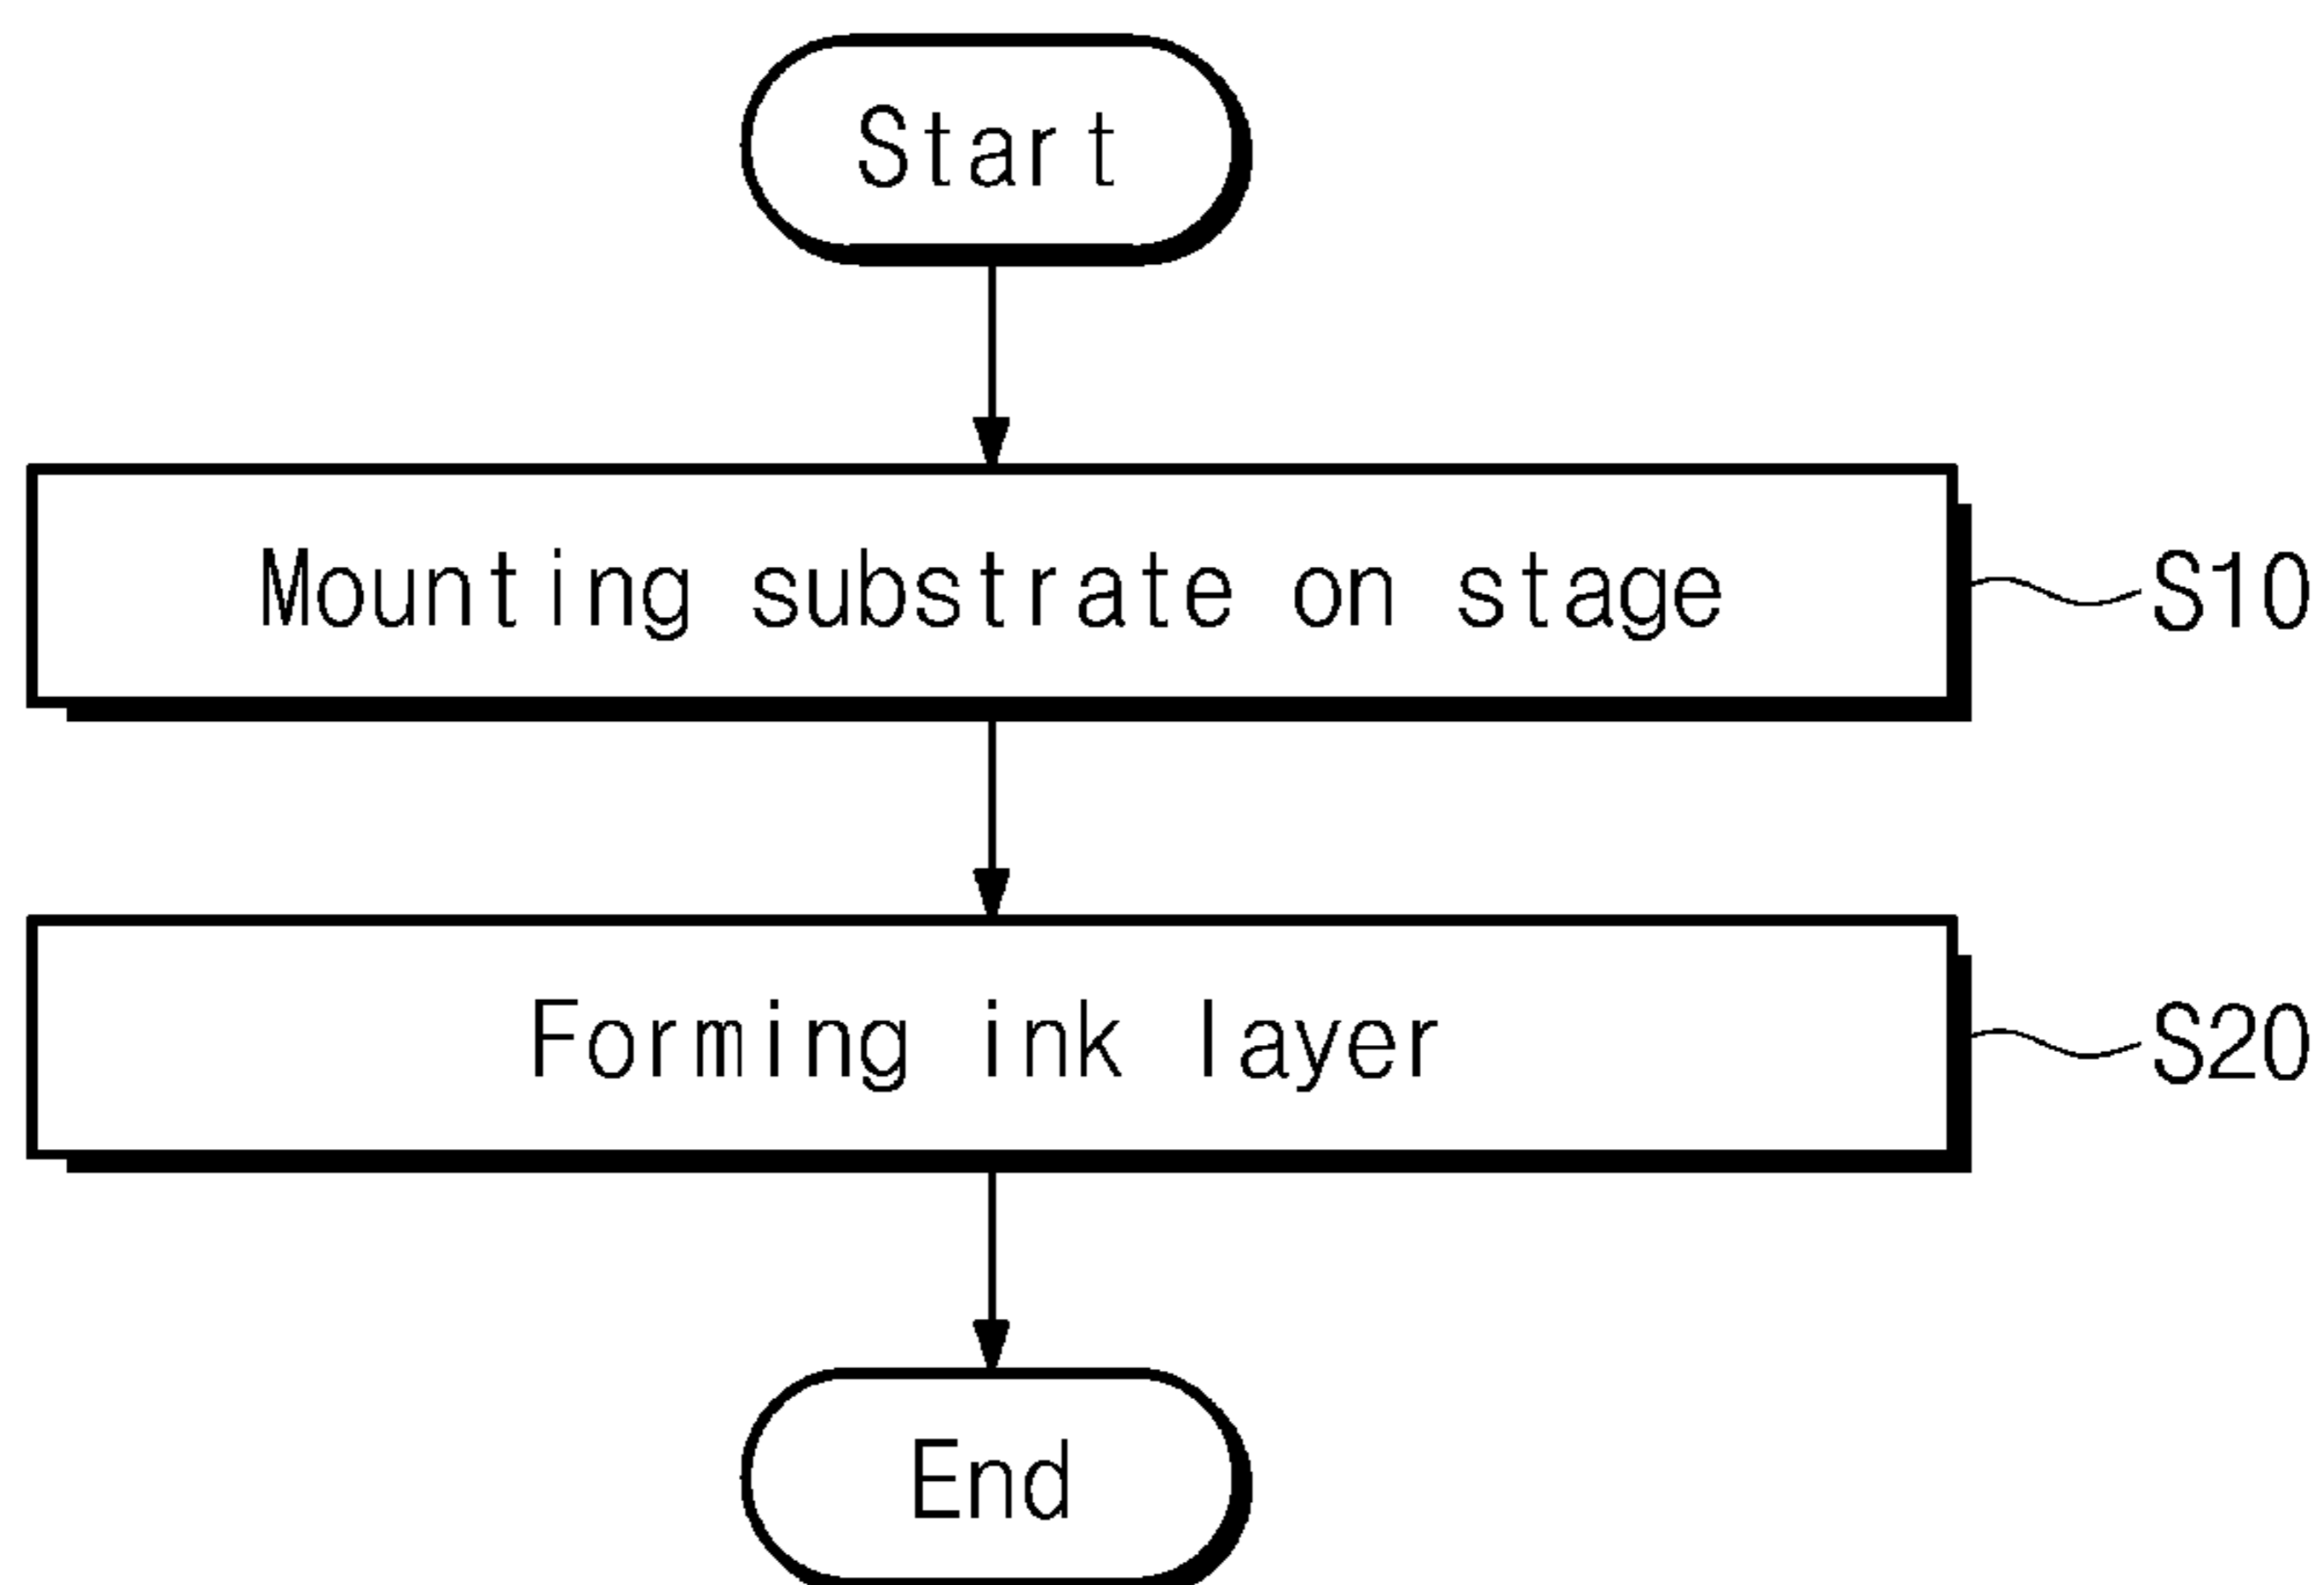 Start
Mounting substrate on stage
S10
Forming ink layer
S20
End